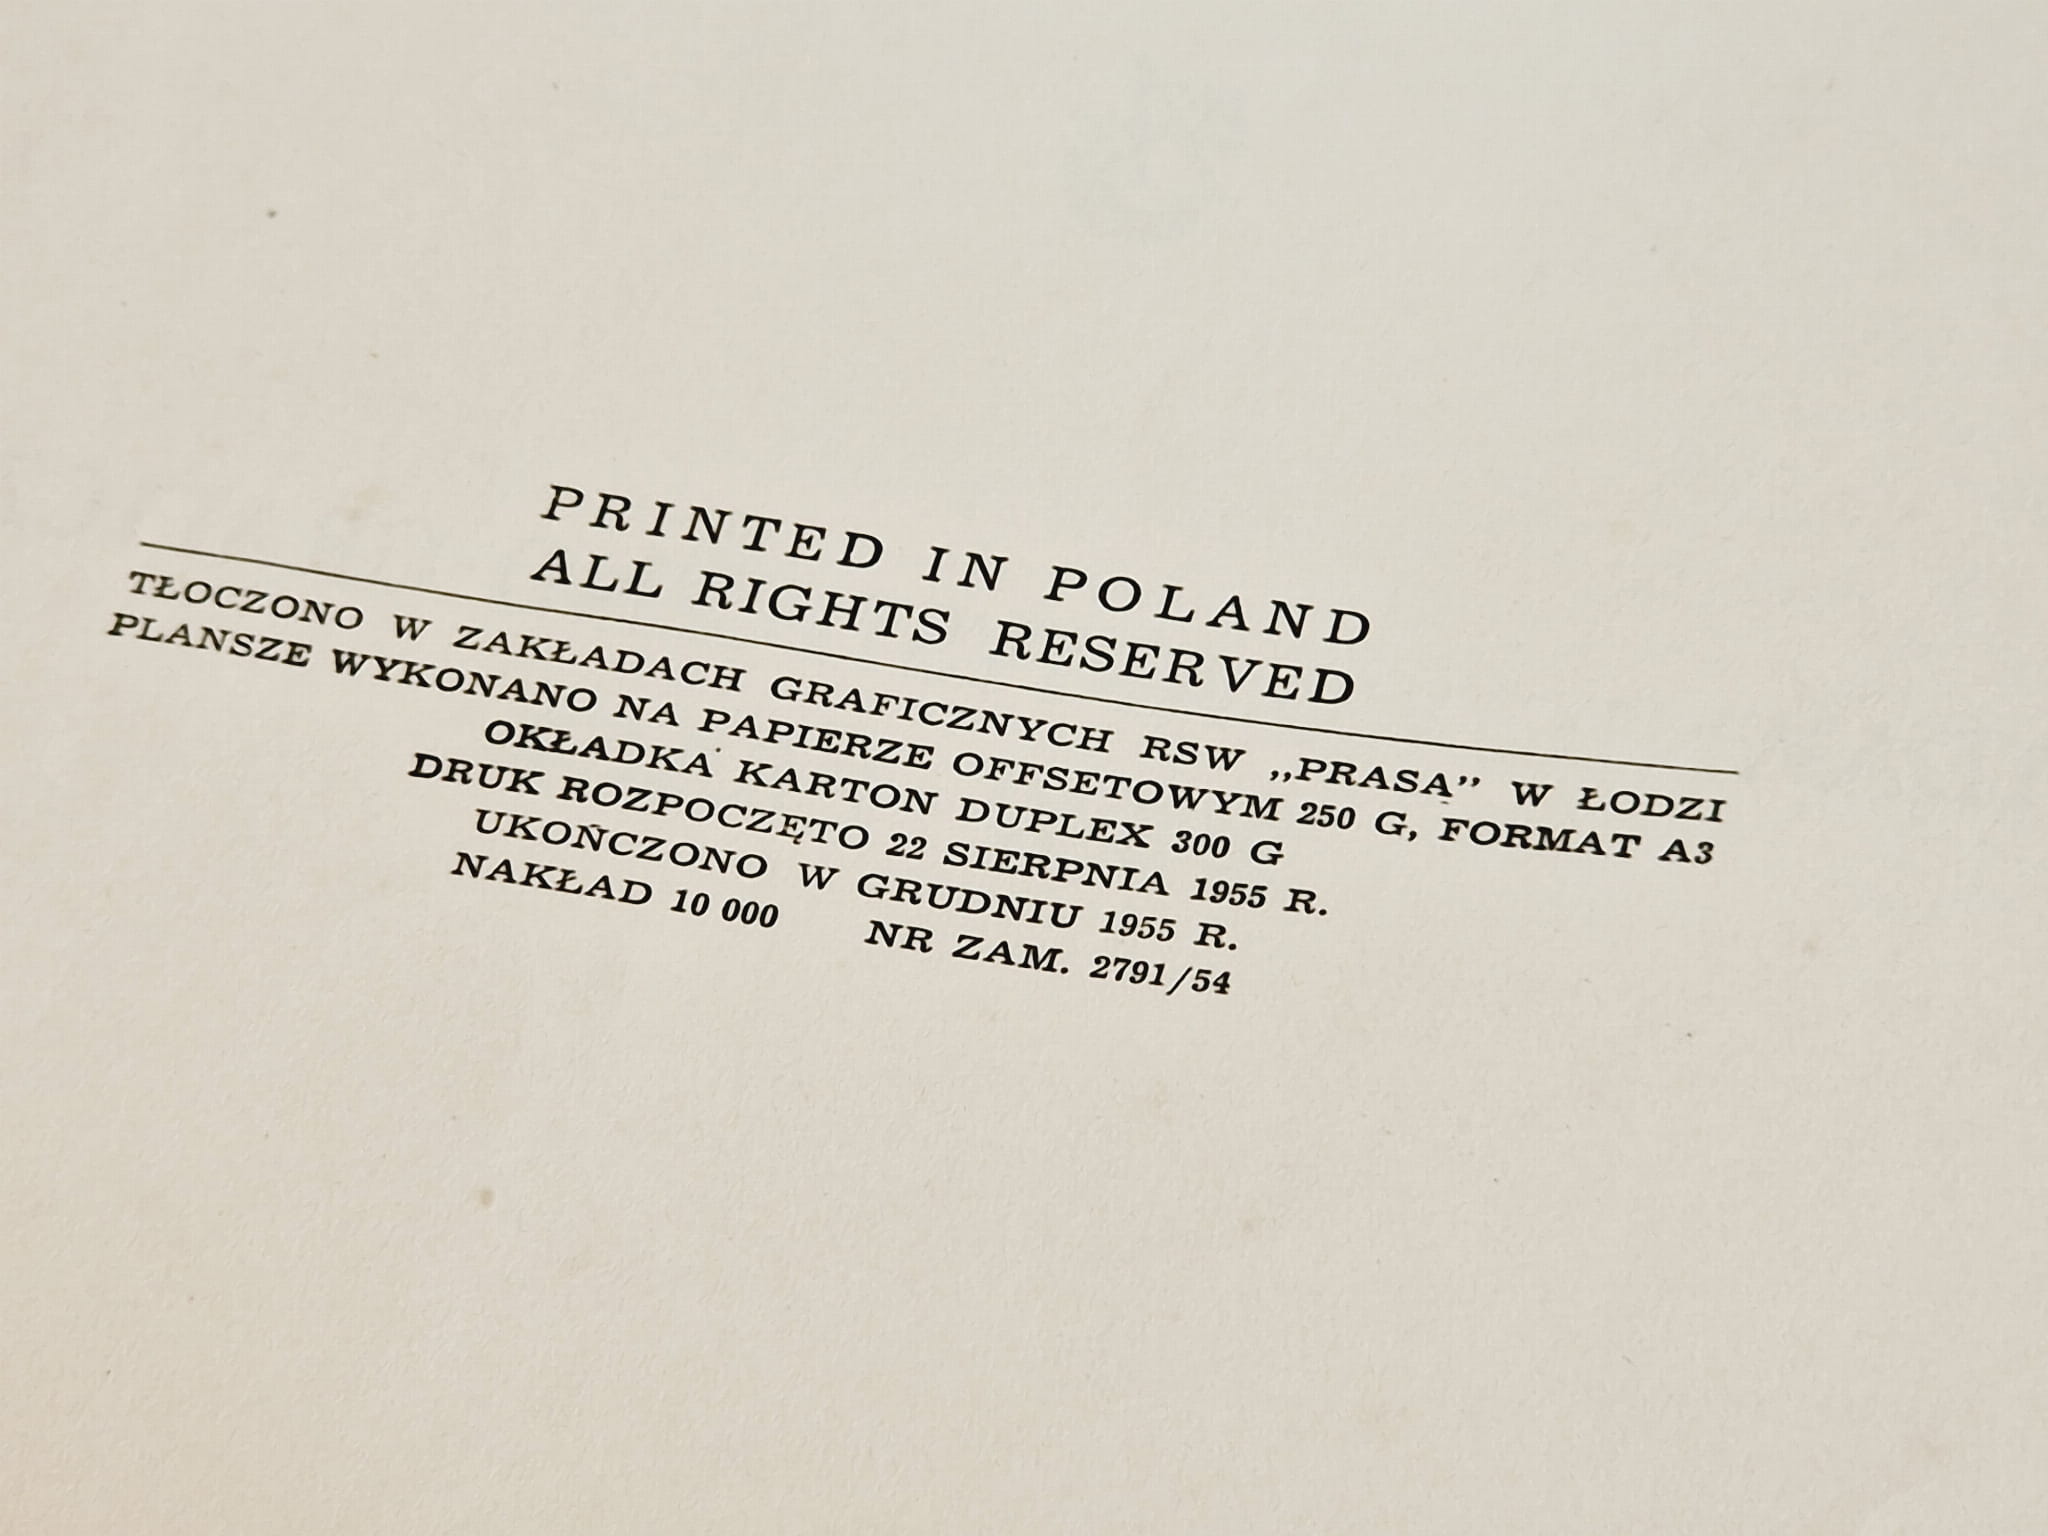 PRINTED IN POLAND
ALL RIGHTS RESERVED
TŁOCZONO W ZAKŁADACH GRAFICZNYCH RSW „PRASA” W ŁODZI
PLANSZE WYKONANO NA PAPIERZE OFFSETOWYM 250 G, FORMAT A3
OKŁADKA KARTON DUPLEX 300 G
DRUK ROZPOCZĘTO 22 SIERPNIA 1955 R.
UKOŃCZONO W GRUDNIU 1955 R.
NAKŁAD 10 000 NR ZAM. 2791/54